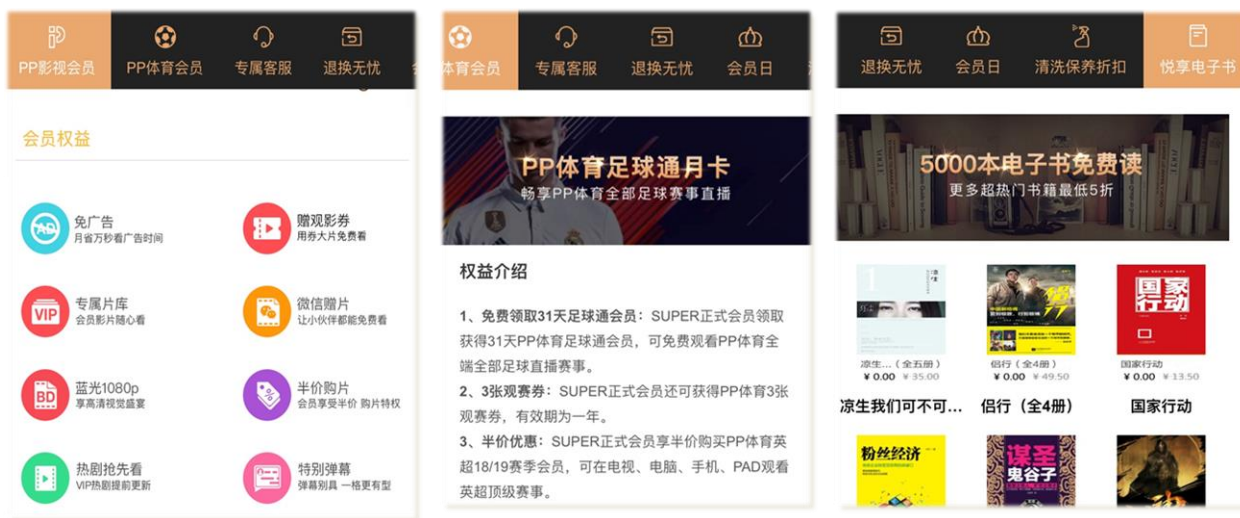 PP影视会员
PP体育会员
专属客服
退换无忧
会员权益
免广告
月省万秒看广告时间
赠观影券
用券大片免费看
专属片库
会员影片随心看
微信赠片
让小伙伴都能免费看
蓝光1080p
享高清视觉盛宴
半价购片
会员享受半价 购片特权
热剧抢先看
VIP热剧提前更新
特别弹幕
弹幕别具 一格更有型
AD
VIP
BD
体育会员
专属客服
退换无忧
会员日
PP体育足球通月卡
畅享PP体育全部足球赛事直播
权益介绍
1、免费领取31天足球通会员：SUPER正式会员领取
获得31天PP体育足球通会员，可免费观看PP体育全
端全部足球直播赛事。
2、3张观赛券：SUPER正式会员还可获得PP体育3张
观赛券，有效期为一年。
3、半价优惠：SUPER正式会员享半价购买PP体育英
超18/19赛季会员，可在电视、电脑、手机、PAD观看
英超顶级赛事。
退换无忧
会员日
清洗保养折扣
悦享电子书
5000本电子书免费读
更多超热门书籍最低5折
国家
行动
凉生...（全五册）
¥ 0.00 ¥ 35.00
侣行（全4册）
¥ 0.00 ¥ 49.50
国家行动
¥ 0.00 ¥ 13.50
凉生我们可不可...
侣行（全4册）
国家行动
粉丝经济
谋圣
鬼谷子